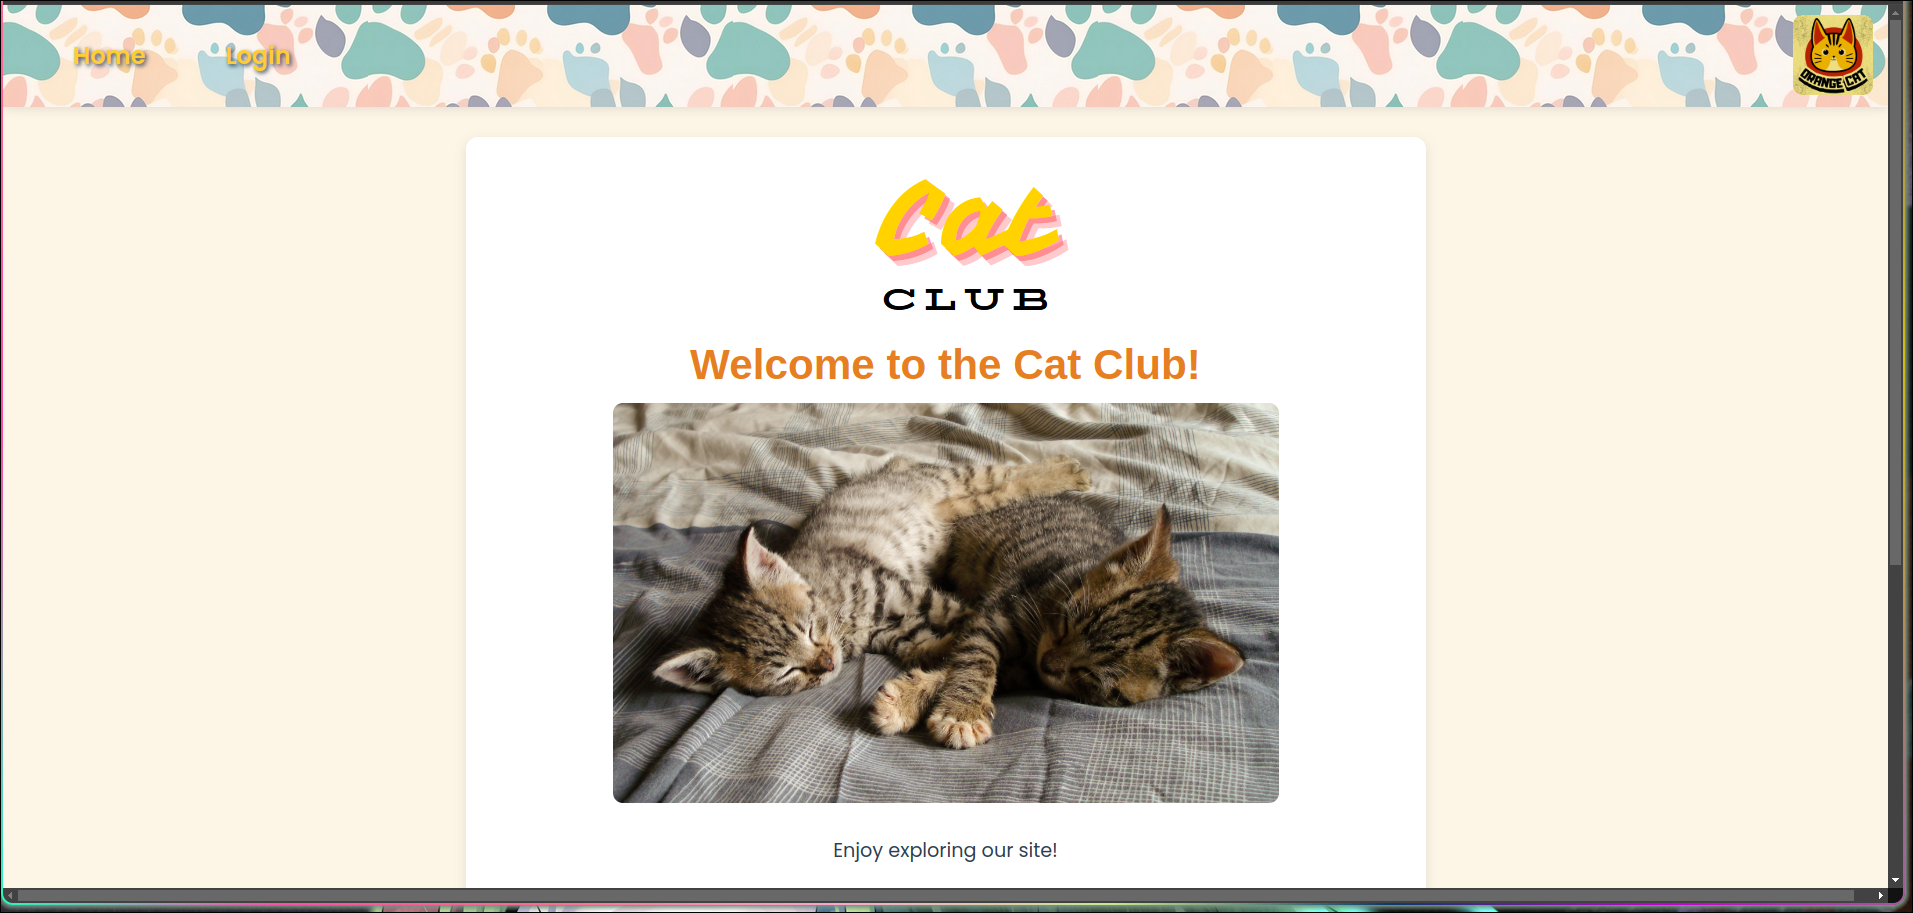 Home Login
ORANGE CAT
Cat
CLUB
Welcome to the Cat Club!
Enjoy exploring our site!